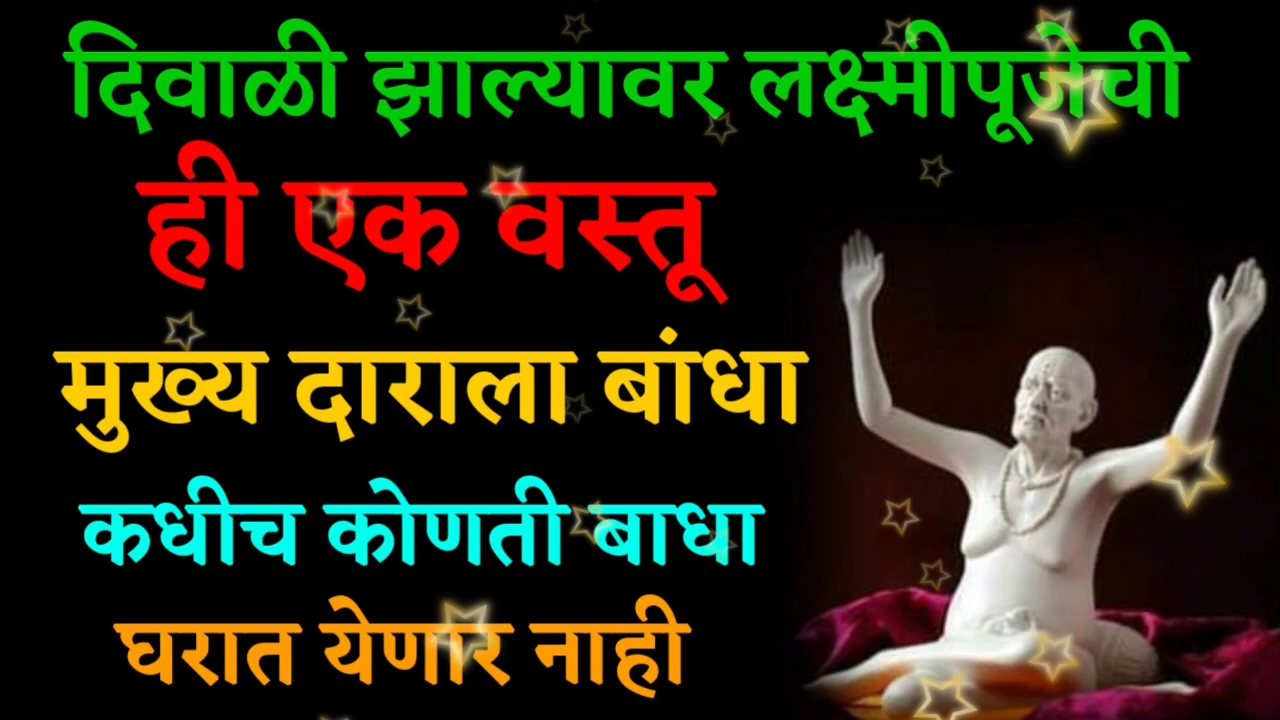 दिवाळी झाल्यावर लक्ष्मीपूजेची
ही एक वस्तू
मुख्य दाराला बांधा
कधीच कोणती बाधा
घरात येणार नाही